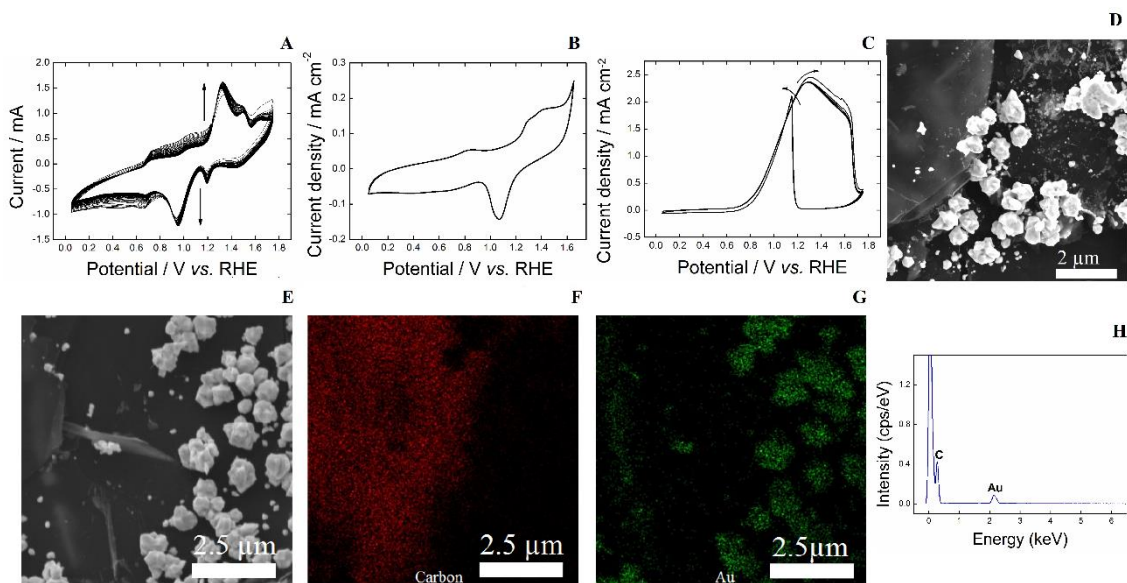 A
Current / mA
2.0
1.5
1.0
0.5
0.0
-0.5
-1.0
-1.5
0.0 0.2 0.4 0.6 0.8 1.0 1.2 1.4 1.6 1.8
Potential / V vs. RHE
B
Current density / mA cm-2
0.3
0.2
0.1
0.0
-0.1
-0.2
0.0 0.2 0.4 0.6 0.8 1.0 1.2 1.4 1.6
Potential / V vs. RHE
C
Current density / mA cm-2
2.5
2.0
1.5
1.0
0.5
0.0
-0.5
0.0 0.2 0.4 0.6 0.8 1.0 1.2 1.4 1.6 1.8
Potential / V vs. RHE
D
2 µm
E
2.5 µm
F
2.5 µm
Carbon
G
2.5µm
Au
H
Intensity (cps/eV)
1.2
0.8
0.4
0.0
C
Au
0 1 2 3 4 5 6
Energy (keV)